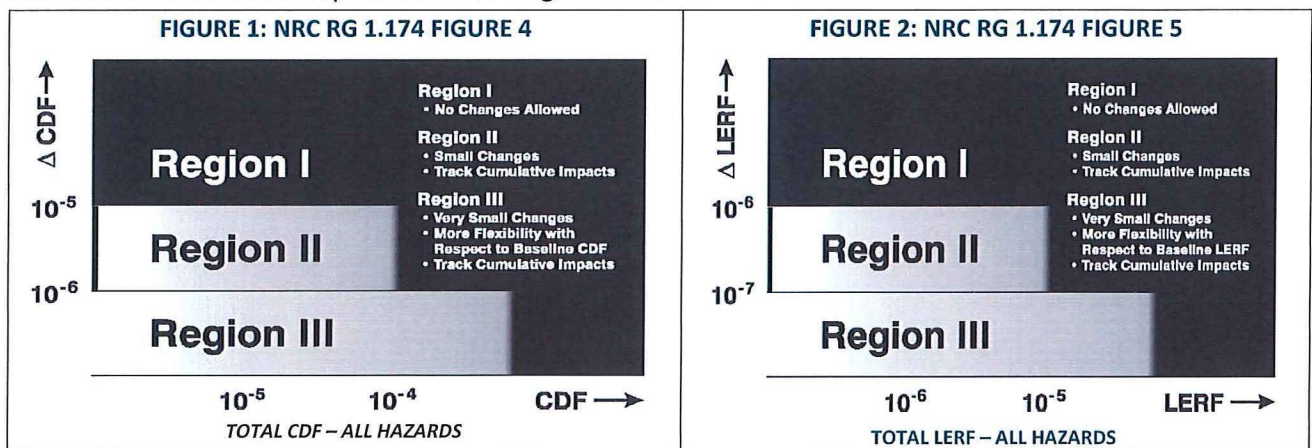 FIGURE 1: NRC RG 1.174 FIGURE 4
Δ CDF→
Region I
• No Changes Allowed
Region II
• Small Changes
• Track Cumulative Impacts
Region III
• Very Small Changes
• More Flexibility with
Respect to Baseline CDF
• Track Cumulative Impacts
Region I
10-5
Region II
10-6
Region III
10-5
10-4
CDF→
TOTAL CDF – ALL HAZARDS
FIGURE 2: NRC RG 1.174 FIGURE 5
Δ LERF→
Region I
• No Changes Allowed
Region II
• Small Changes
• Track Cumulative Impacts
Region III
• Very Small Changes
• More Flexibility with
Respect to Baseline LERF
• Track Cumulative Impacts
Region I
10-6
Region II
10-7
Region III
10-6
10-5
LERF→
TOTAL LERF – ALL HAZARDS